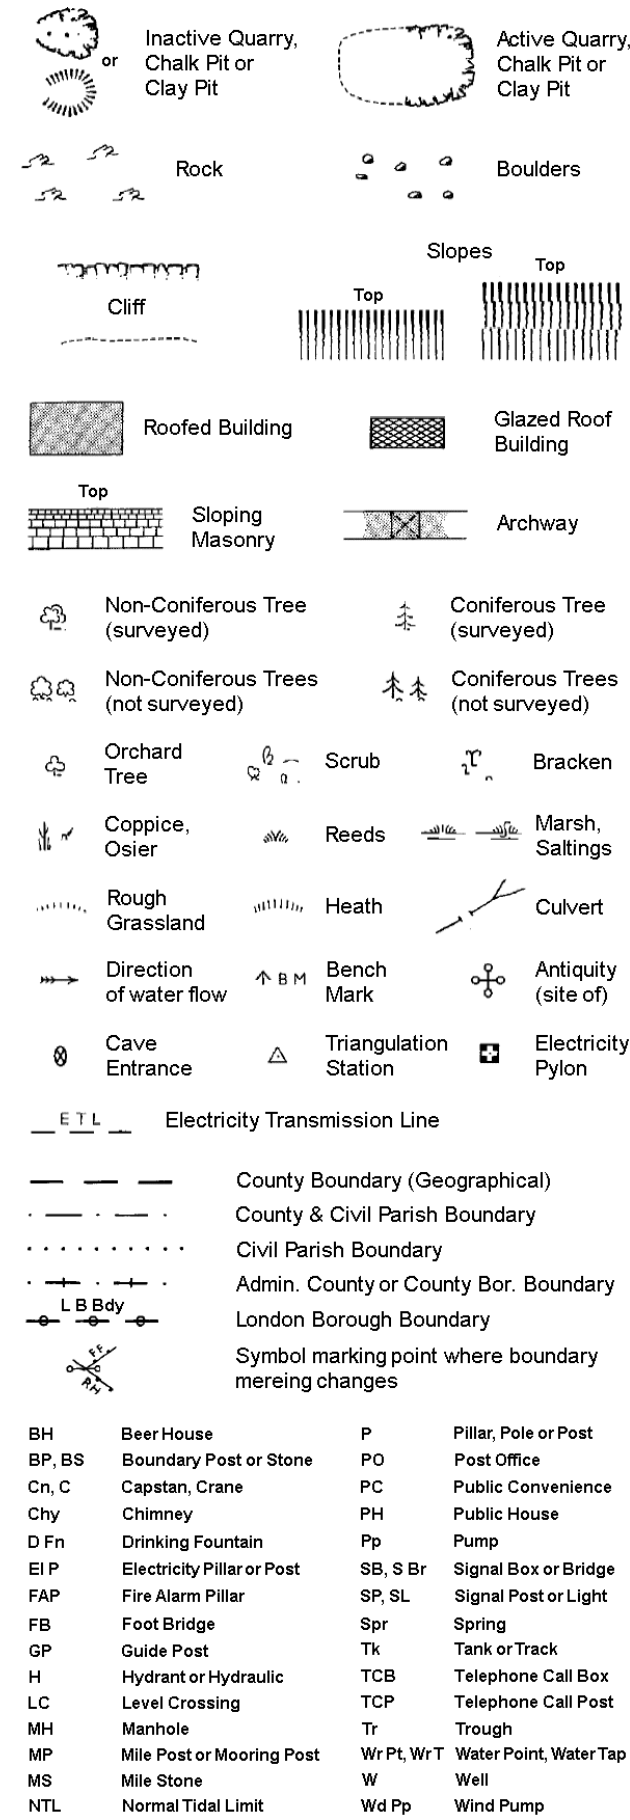 or
Inactive Quarry,
Chalk Pit or
Clay Pit
Active Quarry,
Chalk Pit or
Clay Pit
Rock
Boulders
Cliff
Slopes
Top
Top
Roofed Building
Glazed Roof
Building
Top
Sloping
Masonry
Archway
Non-Coniferous Tree
(surveyed)
Coniferous Tree
(surveyed)
Non-Coniferous Trees
(not surveyed)
Coniferous Trees
(not surveyed)
Orchard
Tree
Scrub
Bracken
Coppice,
Osier
Reeds
Marsh,
Saltings
Rough
Grassland
Heath
Culvert
Direction
of water flow
B M
Bench
Mark
Antiquity
(site of)
Cave
Entrance
Triangulation
Station
Electricity
Pylon
E T L
Electricity Transmission Line
County Boundary (Geographical)
County & Civil Parish Boundary
Civil Parish Boundary
Admin. County or County Bor. Boundary
L B Bdy
London Borough Boundary
FF
RH
Symbol marking point where boundary
mereing changes
BH Beer House
BP, BS Boundary Post or Stone
Cn, C Capstan, Crane
Chy Chimney
D Fn Drinking Fountain
El P Electricity Pillar or Post
FAP Fire Alarm Pillar
FB Foot Bridge
GP Guide Post
H Hydrant or Hydraulic
LC Level Crossing
MH Manhole
MP Mile Post or Mooring Post
MS Mile Stone
NTL Normal Tidal Limit
P Pillar, Pole or Post
PO Post Office
PC Public Convenience
PH Public House
Pp Pump
SB, S Br Signal Box or Bridge
SP, SL Signal Post or Light
Spr Spring
Tk Tank or Track
TCB Telephone Call Box
TCP Telephone Call Post
Tr Trough
Wr Pt, Wr T Water Point, Water Tap
W Well
Wd Pp Wind Pump